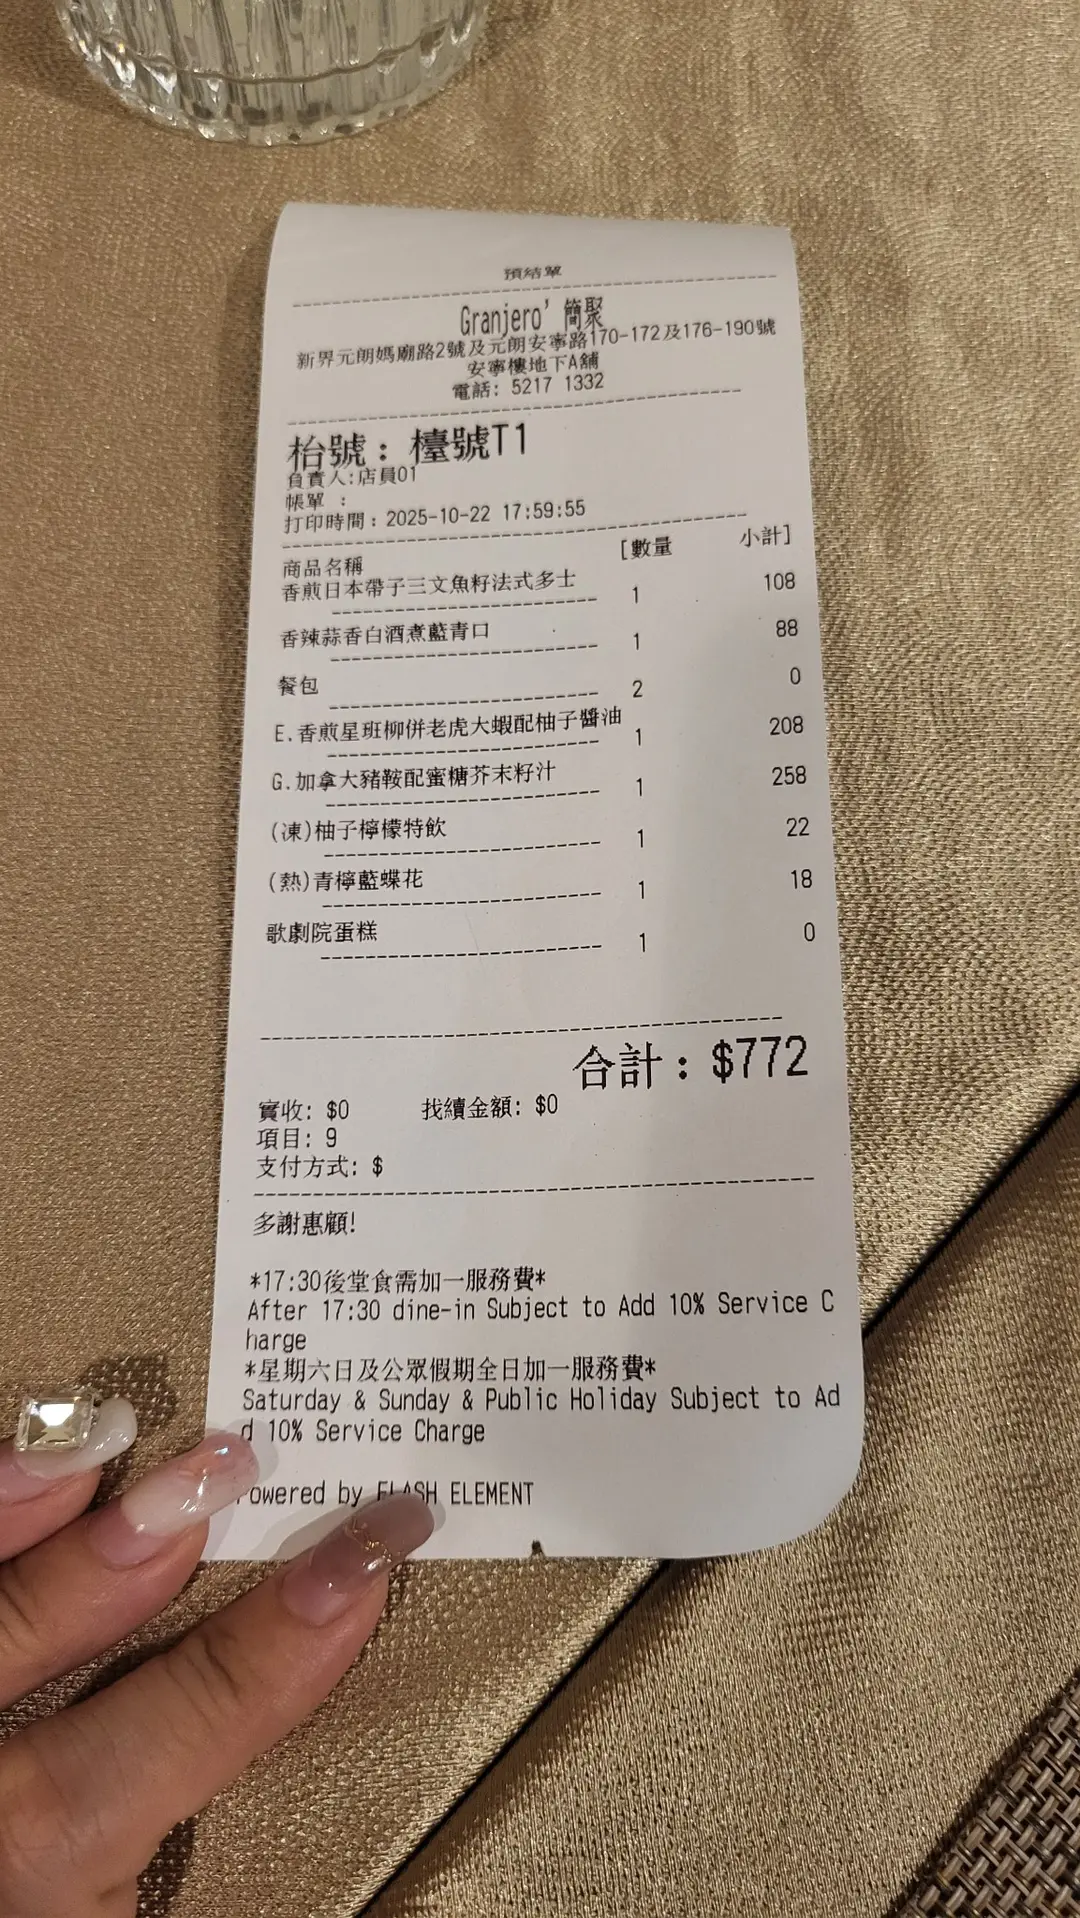 預結單
Granjero' 簡聚
新界元朗媽廟路2號及元朗安寧路170-172及176-190號
安寧樓地下A舖
電話: 5217 1332
枱號: 檯號T1
負責人:店員01
帳單 :
打印時間: 2025-10-22 17:59:55
商品名稱 [數量 小計]
香煎日本帶子三文魚籽法式多士 1 108
香辣蒜香白酒煮藍青口 1 88
餐包 2 0
E.香煎星班柳併老虎大蝦配柚子醬油 1 208
G.加拿大豬鞍配蜜糖芥末籽汁 1 258
(凍)柚子檸檬特飲 1 22
(熱)青檸藍蝶花 1 18
歌劇院蛋糕 1 0
合計: $772
實收: $0 找續金額: $0
項目: 9
支付方式: $
多謝惠顧!
*17:30後堂食需加一服務費*
After 17:30 dine-in Subject to Add 10% Service C
harge
*星期六日及公眾假期全日加一服務費*
Saturday & Sunday & Public Holiday Subject to Ad
d 10% Service Charge
Powered by FLASH ELEMENT